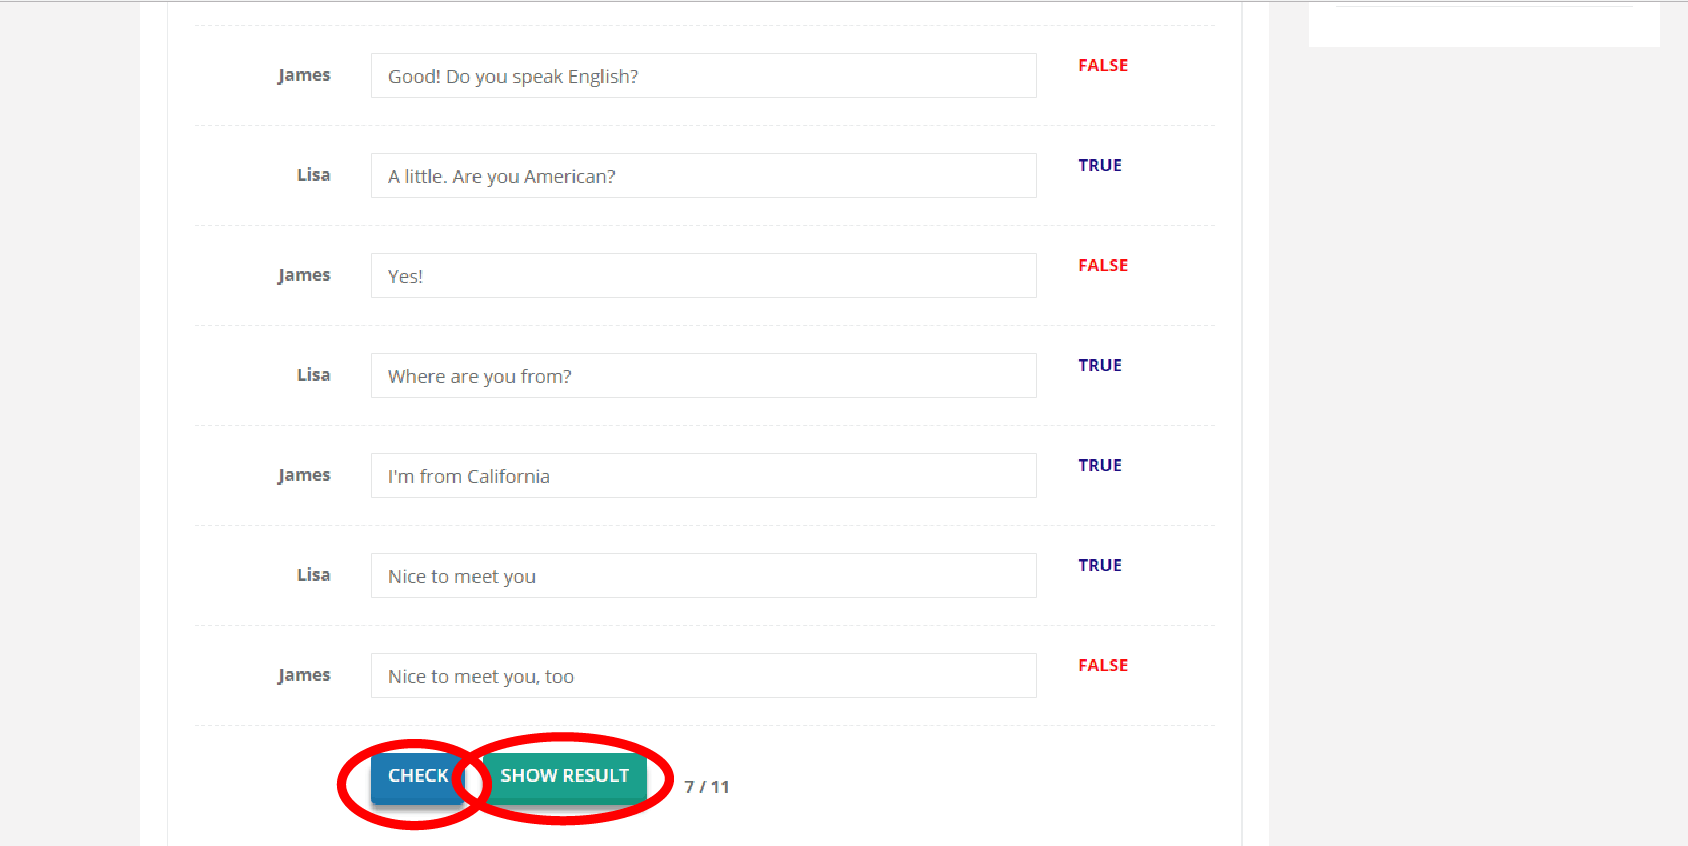 James Good! Do you speak English? FALSE
Lisa A little. Are you American? TRUE
James Yes! FALSE
Lisa Where are you from? TRUE
James I'm from California TRUE
Lisa Nice to meet you TRUE
James Nice to meet you, too FALSE
CHECK SHOW RESULT 7 / 11